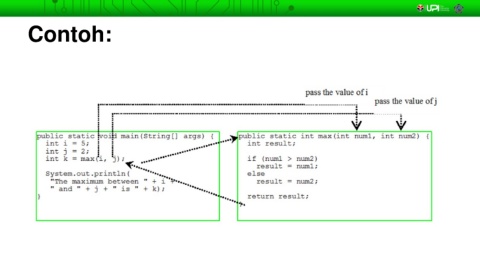 UPI
Contoh:
pass the value of i
pass the value of j
public static void main(String[] args) {
int i = 5;
int j = 2;
int k = max(i, j);
System.out.println(
"The maximum between " + i +
" and " + j + " is " + k);
}
public static int max(int num1, int num2) {
int result;
if (num1 > num2)
result = num1;
else
result = num2;
return result;
}